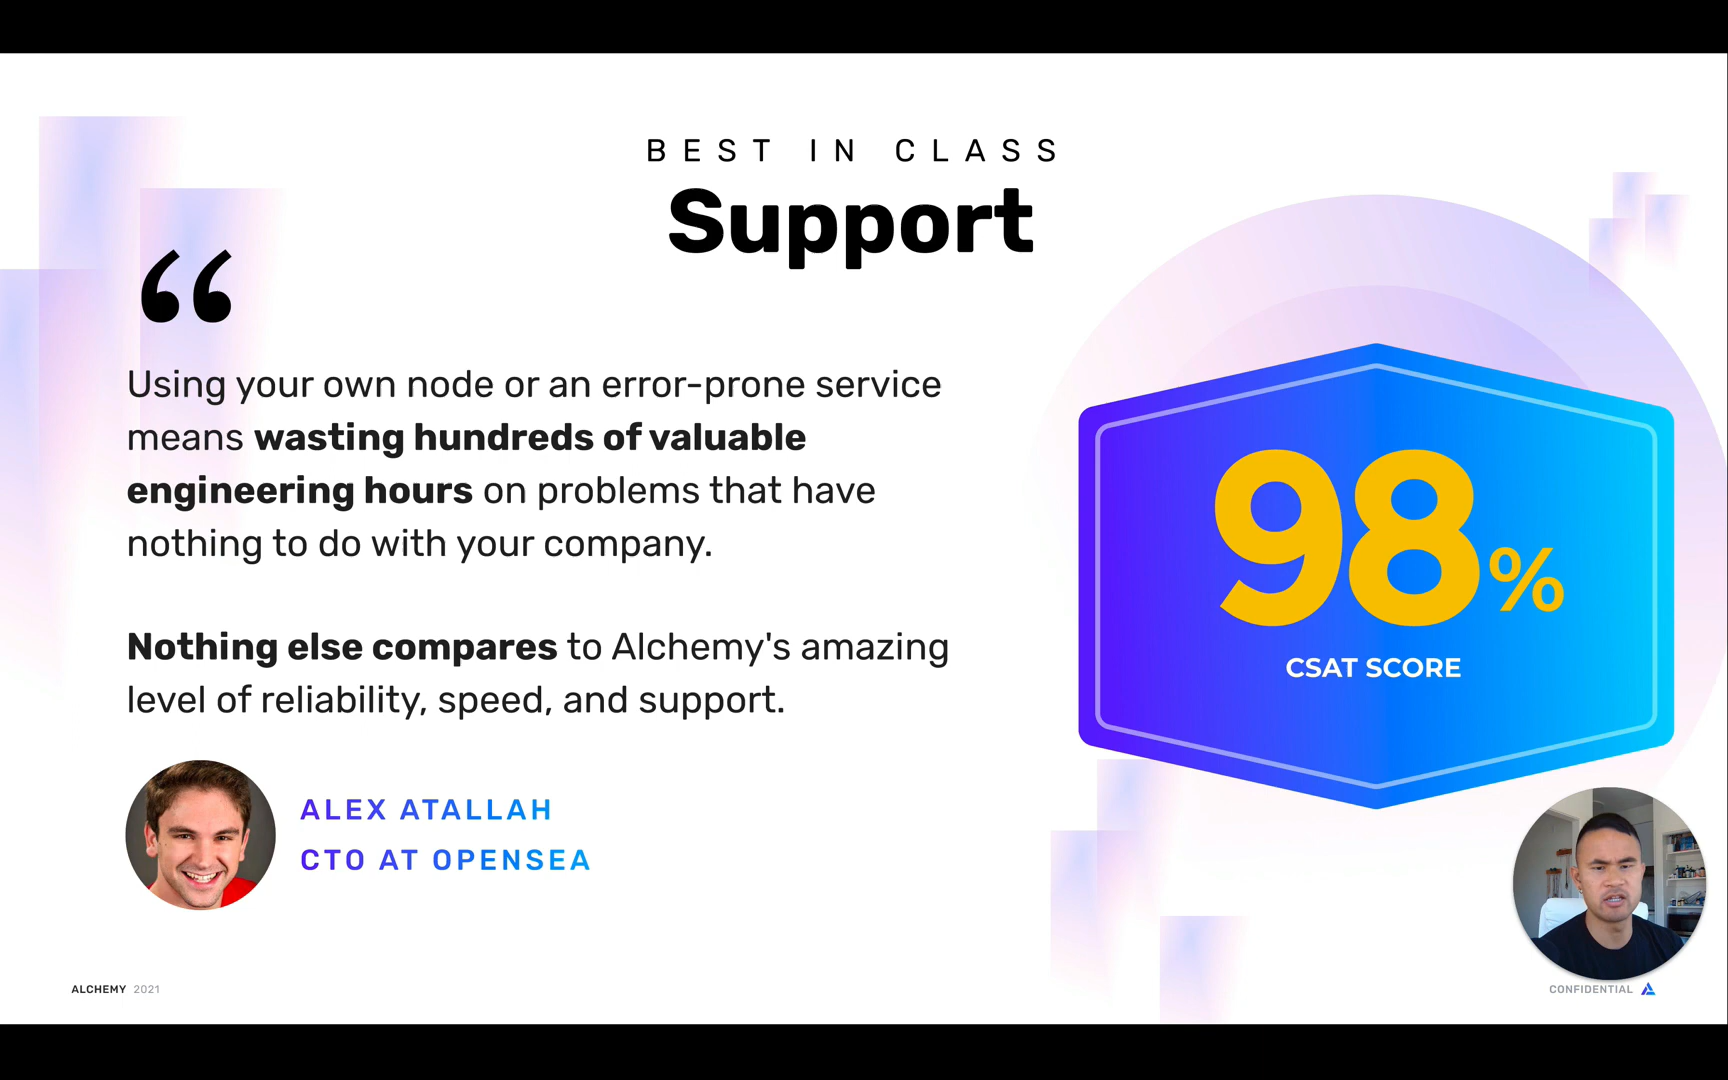 BEST IN CLASS
Support
“
Using your own node or an error-prone service
means wasting hundreds of valuable
engineering hours on problems that have
nothing to do with your company.
Nothing else compares to Alchemy's amazing
level of reliability, speed, and support.
ALEX ATALLAH
CTO AT OPENSEA
98%
CSAT SCORE
ALCHEMY 2021
CONFIDENTIAL